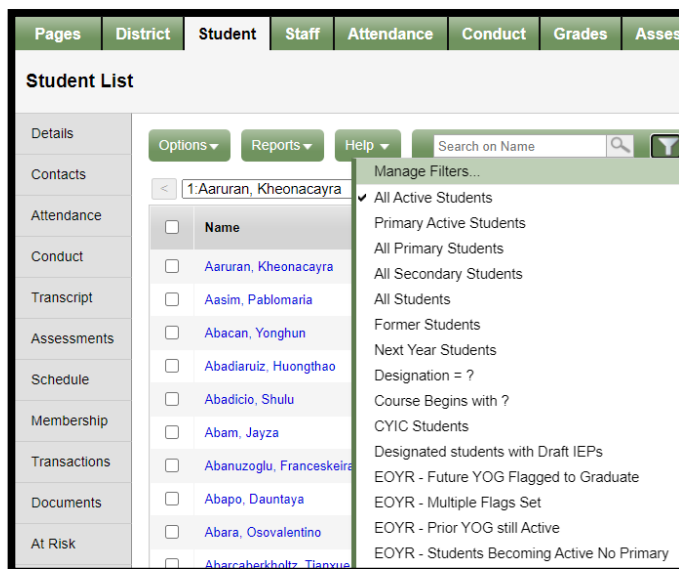 Pages District Student Staff Attendance Conduct Grades Asses
Student List
Details
Contacts
Attendance
Conduct
Transcript
Assessments
Schedule
Membership
Transactions
Documents
At Risk
Options Reports Help Search on Name
< 1:Aaruran, Kheonacayra
Name
Aaruran, Kheonacayra
Aasim, Pablomaria
Abacan, Yonghun
Abadiaruiz, Huongthao
Abadicio, Shulu
Abam, Jayza
Abanuzoglu, Franceskeira
Abapo, Dauntaya
Abara, Osovalentino
Abarcaberkholtz, Tianxue
Manage Filters...
All Active Students
Primary Active Students
All Primary Students
All Secondary Students
All Students
Former Students
Next Year Students
Designation = ?
Course Begins with ?
CYIC Students
Designated students with Draft IEPs
EOYR - Future YOG Flagged to Graduate
EOYR - Multiple Flags Set
EOYR - Prior YOG still Active
EOYR - Students Becoming Active No Primary